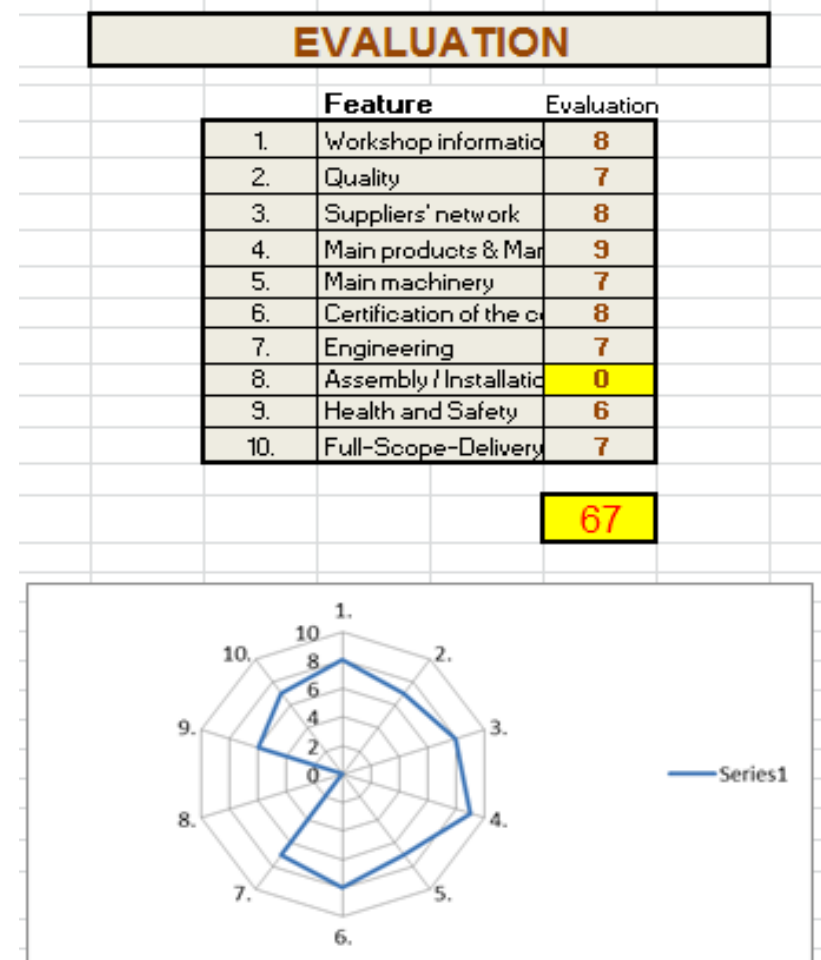 EVALUATION
Feature Evaluation
1. Workshop informatio 8
2. Quality 7
3. Suppliers' network 8
4. Main products & Mar 9
5. Main machinery 7
6. Certification of the c 8
7. Engineering 7
8. Assembly / Installatic 0
9. Health and Safety 6
10. Full-Scope-Delivery 7
67
1.
10
10. 8 2.
6
4
9. 3.
2
0
8. 4.
7. 5.
6.
Series1